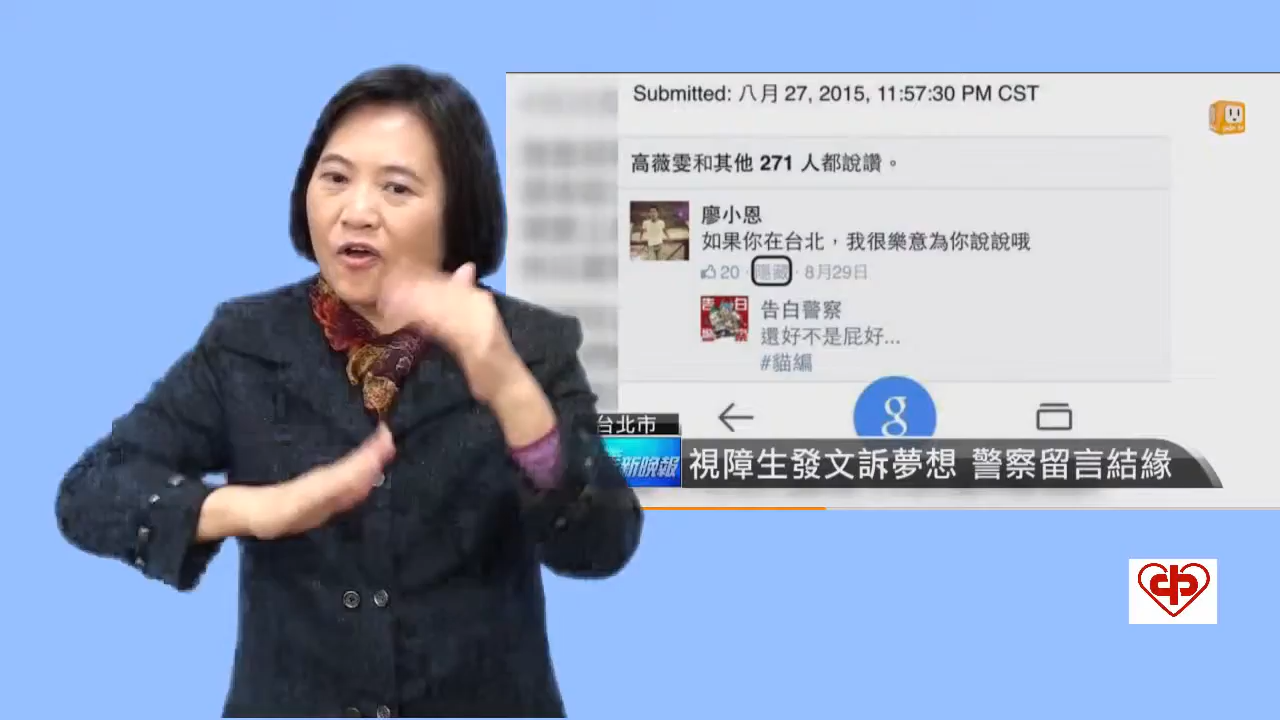 Submitted: 八月 27, 2015, 11:57:30 PM CST
高薇雯和其他 271 人都說讚。
廖小恩
如果你在台北，我很樂意為你說說哦
20 · 隱藏 · 8月29日
告白警察
還好不是屁好...
#貓編
g
台北市
新晚報
視障生發文訴夢想 警察留言結緣